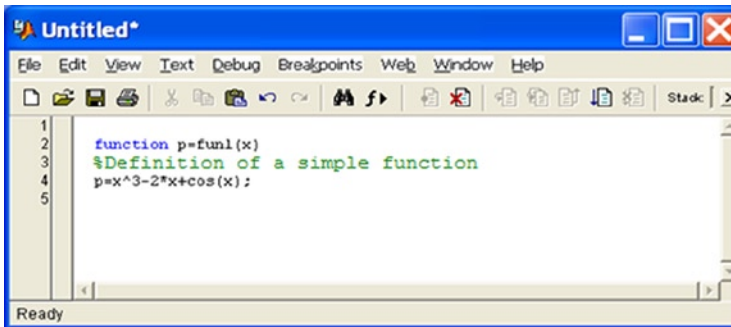 Untitled*
File Edit View Text Debug Breakpoints Web Window Help
Stack:
1
2 function p=fun1(x)
3 %Definition of a simple function
4 p=x^3-2*x+cos(x);
5
Ready